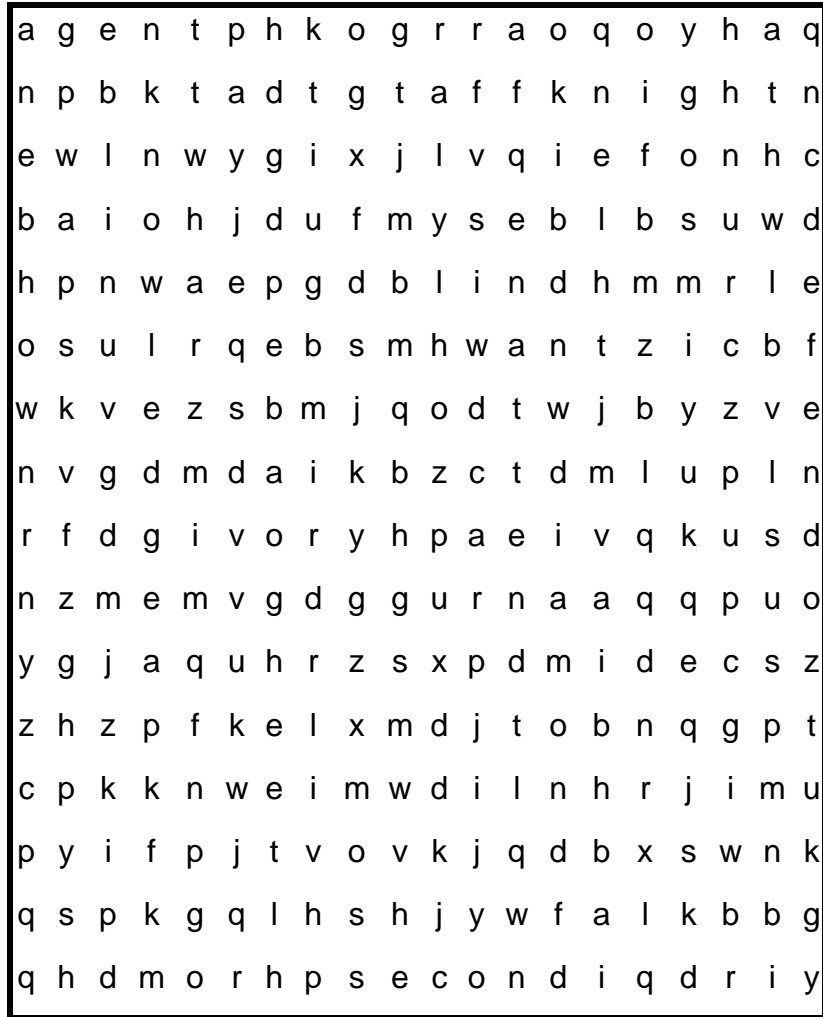 a g e n t p h k o g r r a o q o y h a q
n p b k t a d t g t a f f k n i g h t n
e w l n w y g i x j l v q i e f o n h c
b a i o h j d u f m y s e b l b s u w d
h p n w a e p g d b l i n d h m m r l e
o s u l r q e b s m h w a n t z i c b f
w k v e z s b m j q o d t w j b y z v e
n v g d m d a i k b z c t d m l u p l n
r f d g i v o r y h p a e i v q k u s d
n z m e m v g d g g u r n a a q q p u o
y g j a q u h r z s x p d m i d e c s z
z h z p f k e l x m d j t o b n q g p t
c p k k n w e i m w d i l n h r j i m u
p y i f p j t v o v k j q d b x s w n k
q s p k g q l h s h j y w f a l k b b g
q h d m o r h p s e c o n d i q d r i y